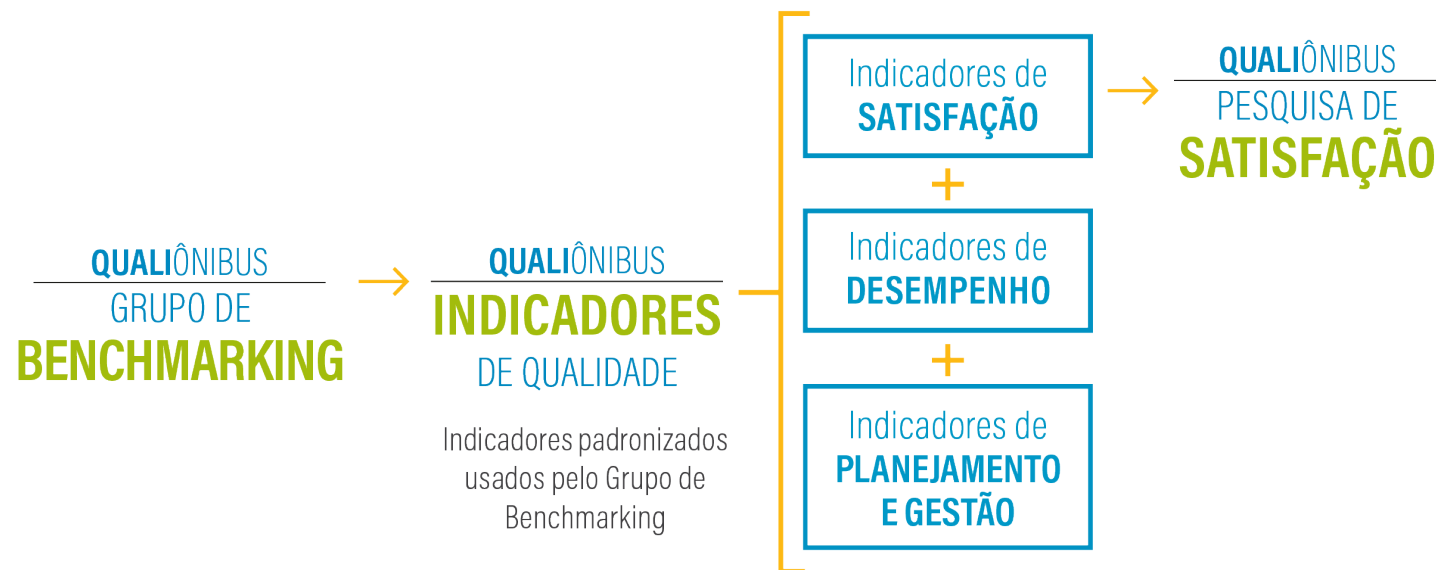 QUALIÔNIBUS
GRUPO DE
BENCHMARKING
QUALIÔNIBUS
INDICADORES
DE QUALIDADE
Indicadores padronizados
usados pelo Grupo de
Benchmarking
Indicadores de
SATISFAÇÃO
+
Indicadores de
DESEMPENHO
+
Indicadores de
PLANEJAMENTO
E GESTÃO
QUALIÔNIBUS
PESQUISA DE
SATISFAÇÃO